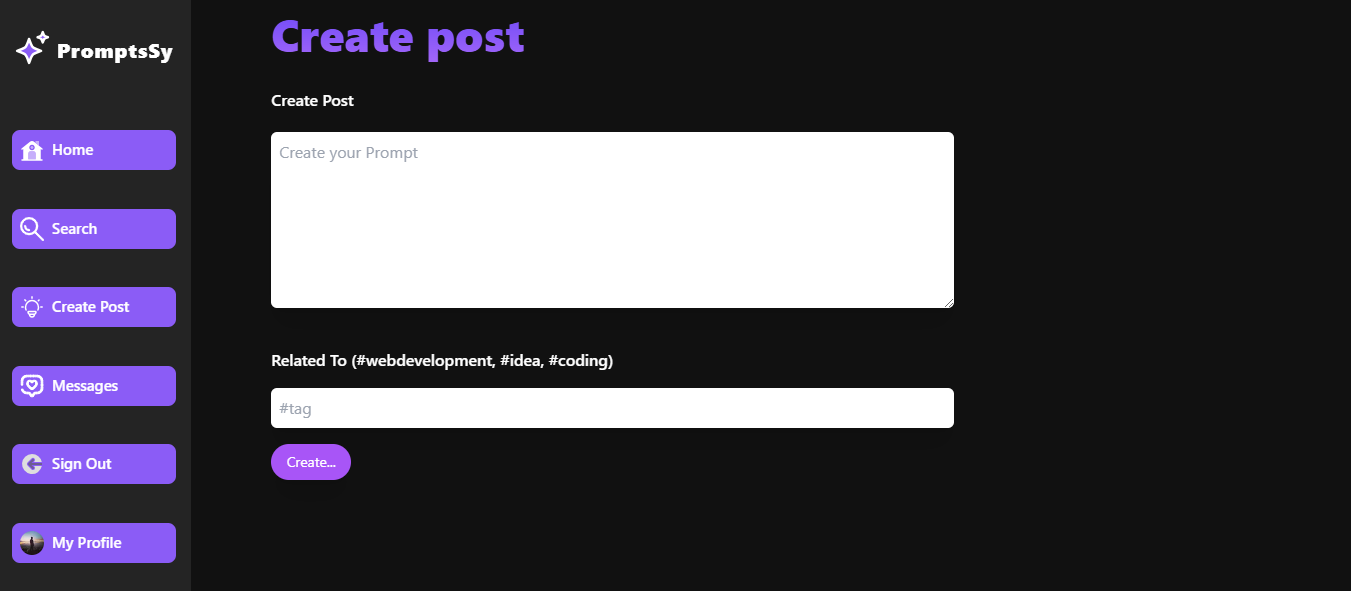 PromptsSy
Home
Search
Create Post
Messages
Sign Out
My Profile
Create post
Create Post
Create your Prompt
Related To (#webdevelopment, #idea, #coding)
#tag
Create...